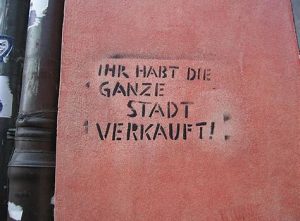 IHR HABT DIE
GANZE
STADT
VERKAUFT!